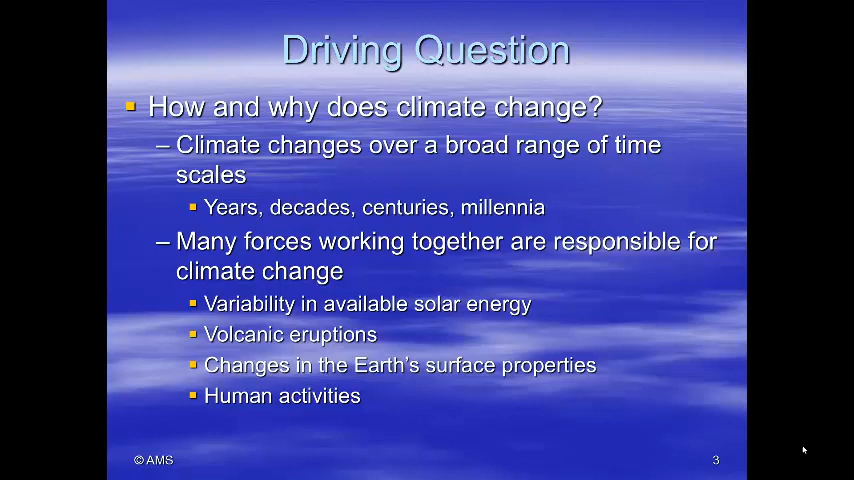 Driving Question
▪ How and why does climate change?
– Climate changes over a broad range of time
scales
▪ Years, decades, centuries, millennia
– Many forces working together are responsible for
climate change
▪ Variability in available solar energy
▪ Volcanic eruptions
▪ Changes in the Earth’s surface properties
▪ Human activities
© AMS
3